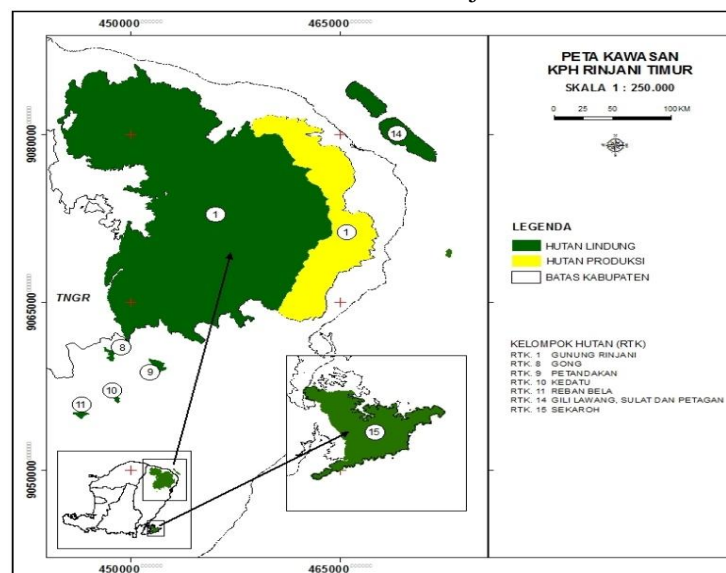 450000
465000
PETA KAWASAN
KPH RINJANI TIMUR
SKALA 1 : 250.000
0 25 50 100KM
9080000
14
1
1
LEGENDA
HUTAN LINDUNG
HUTAN PRODUKSI
BATAS KABUPATEN
TNGR
9065000
8
9
10
11
KELOMPOK HUTAN (RTK)
RTK. 1 GUNUNG RINJANI
RTK. 8 GONG
RTK. 9 PETANDAKAN
RTK. 10 KEDATU
RTK. 11 REBAN BELA
RTK. 14 GILI LAWANG, SULAT DAN PETAGAN
RTK. 15 SEKAROH
15
9050000
450000
465000